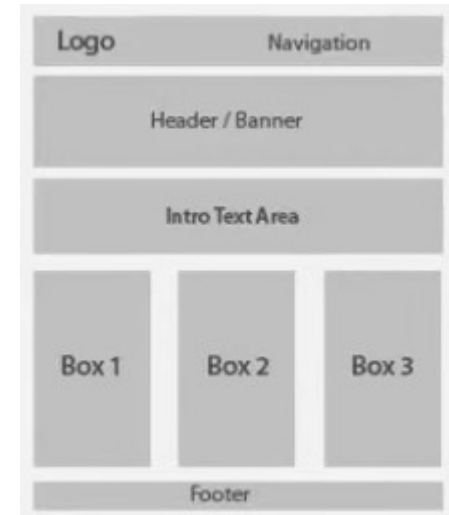 Logo Navigation
Header / Banner
Intro Text Area
Box 1 Box 2 Box 3
Footer